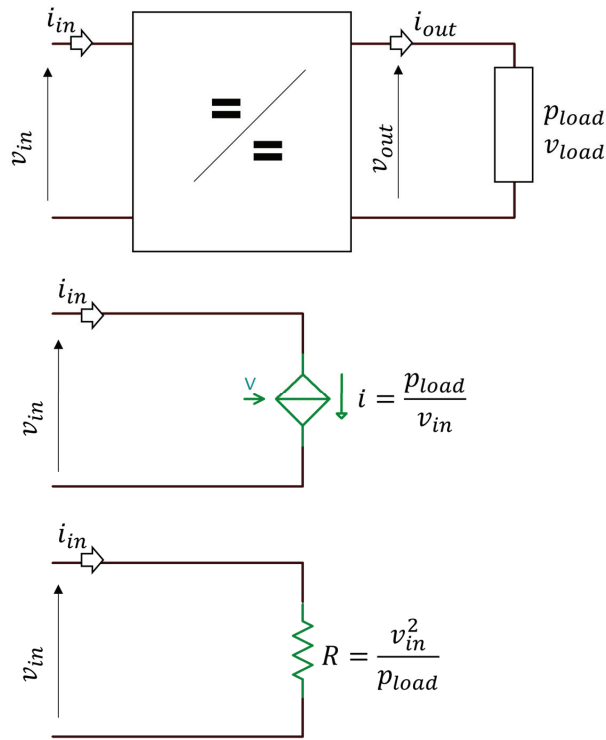 i_in
i_out
v_in
v_out
p_load
v_load
i_in
v_in
V
i = p_load / v_in
i_in
v_in
R = v_in^2 / p_load